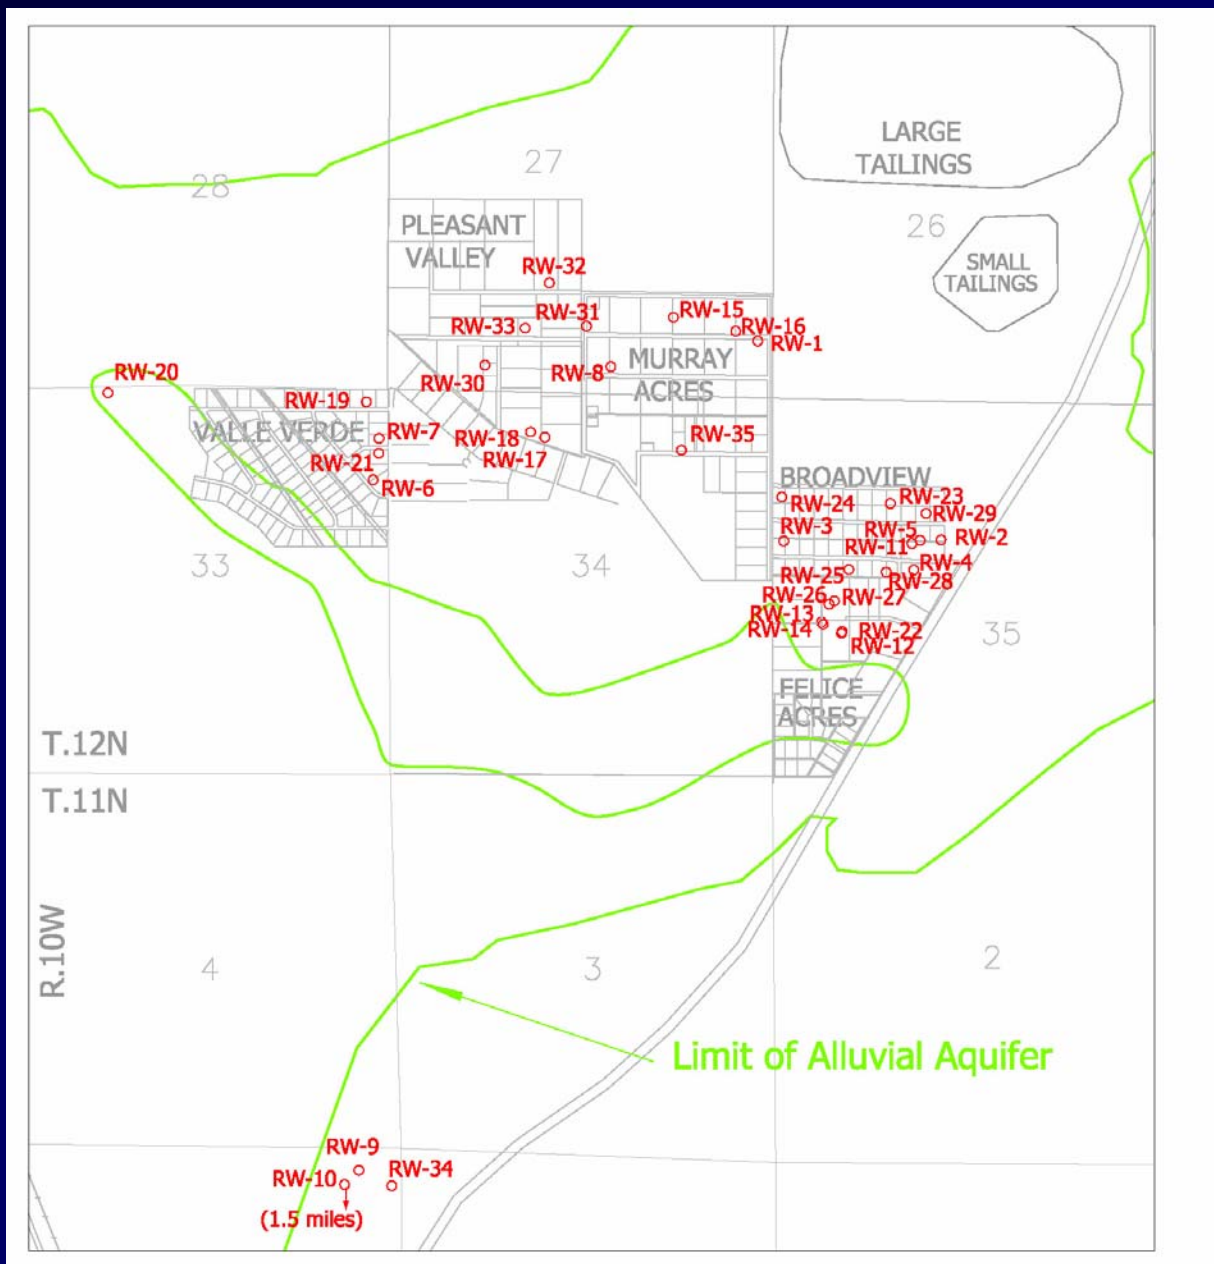 LARGE
TAILINGS
27
28
26
PLEASANT
VALLEY
RW-32
SMALL
TAILINGS
RW-31
RW-15
RW-33
RW-16
RW-1
MURRAY
RW-8
RW-20
RW-30
ACRES
RW-19
VALLE VERDE
RW-7
RW-18
RW-35
RW-21
RW-17
BROADVIEW
RW-6
RW-24
RW-23
RW-29
RW-3
RW-5
RW-2
RW-11
33
34
RW-4
RW-25
RW-28
RW-26
RW-27
RW-13
RW-14
RW-22
35
RW-12
FELICE
ACRES
T.12N
T.11N
R.10W
4
3
2
Limit of Alluvial Aquifer
RW-9
RW-34
RW-10
(1.5 miles)